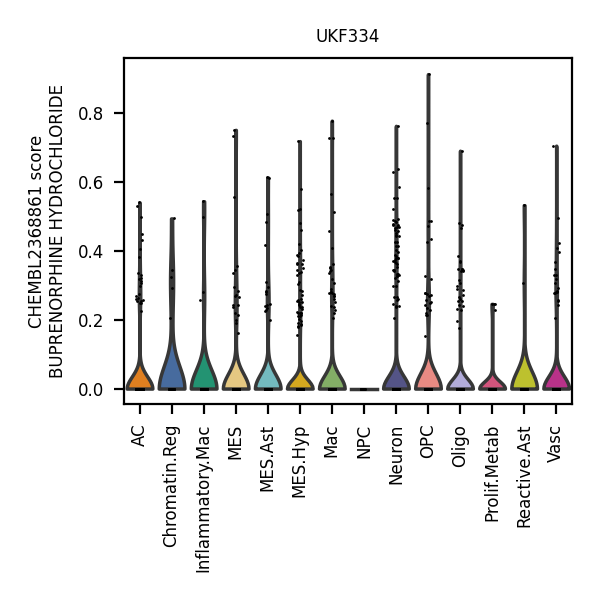 UKF334
CHEMBL2368861 score
BUPRENORPHINE HYDROCHLORIDE
0.8
0.6
0.4
0.2
0.0
AC
Chromatin.Reg
Inflammatory.Mac
MES
MES.Ast
MES.Hyp
Mac
NPC
Neuron
OPC
Oligo
Prolif.Metab
Reactive.Ast
Vasc